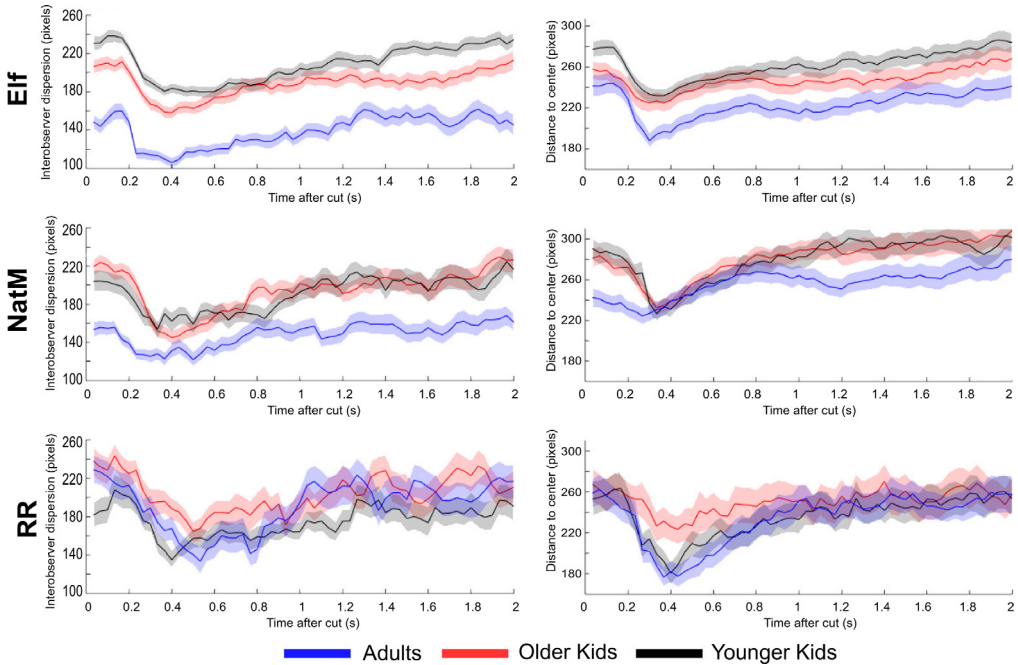 Elf
Interobserver dispersion (pixels)
260
220
180
140
100
0 0.2 0.4 0.6 0.8 1 1.2 1.4 1.6 1.8 2
Time after cut (s)
Distance to center (pixels)
300
260
220
180
0 0.2 0.4 0.6 0.8 1 1.2 1.4 1.6 1.8 2
Time after cut (s)
NatM
Interobserver dispersion (pixels)
260
220
180
140
100
0 0.2 0.4 0.6 0.8 1 1.2 1.4 1.6 1.8 2
Time after cut (s)
Distance to center (pixels)
300
260
220
180
0 0.2 0.4 0.6 0.8 1 1.2 1.4 1.6 1.8 2
Time after cut (s)
RR
Interobserver dispersion (pixels)
260
220
180
140
100
0 0.2 0.4 0.6 0.8 1 1.2 1.4 1.6 1.8 2
Time after cut (s)
Distance to center (pixels)
300
260
220
180
0 0.2 0.4 0.6 0.8 1 1.2 1.4 1.6 1.8 2
Time after cut (s)
Adults Older Kids Younger Kids